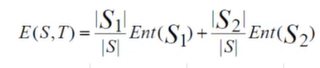 E(S,T) = |S₁|/|S| Ent(S₁) + |S₂|/|S| Ent(S₂)